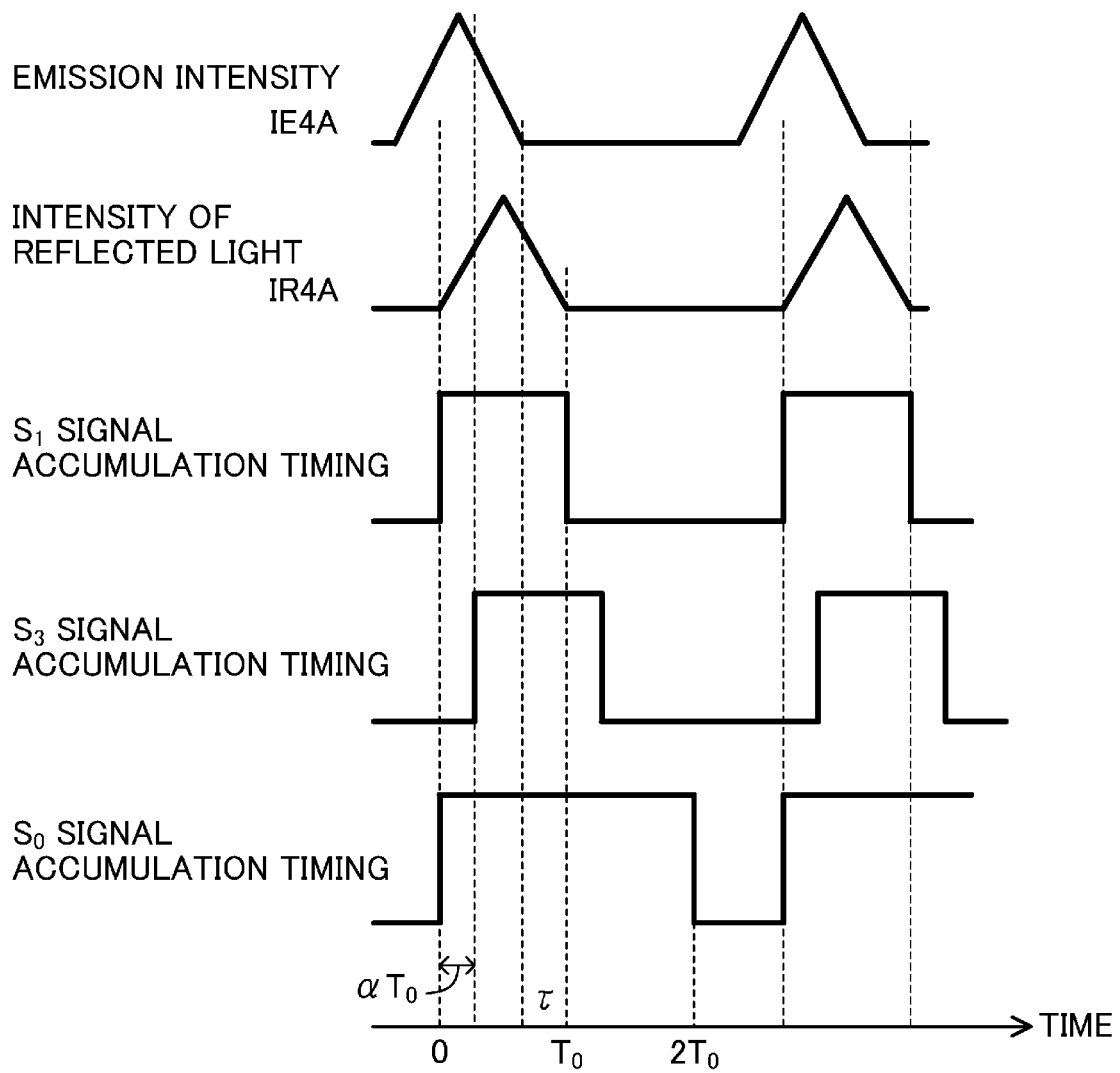 EMISSION INTENSITY
IE4A
INTENSITY OF
REFLECTED LIGHT
IR4A
S₁ SIGNAL
ACCUMULATION TIMING
S₃ SIGNAL
ACCUMULATION TIMING
S₀ SIGNAL
ACCUMULATION TIMING
αT₀
τ
TIME
0
T₀
2T₀